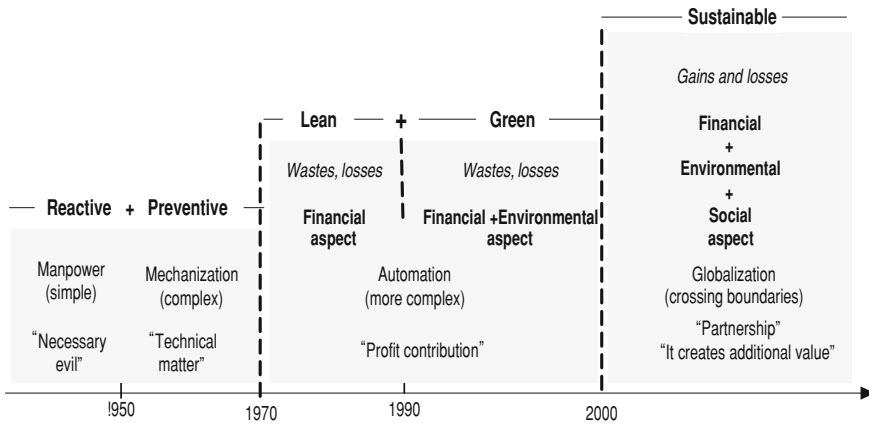 Sustainable
Gains and losses
Financial
+
Environmental
+
Social
aspect
Globalization
(crossing boundaries)
“Partnership”
“It creates additional value”
Lean + Green
Wastes, losses Wastes, losses
Financial
aspect
Financial +Environmental
aspect
Automation
(more complex)
“Profit contribution”
Reactive + Preventive
Manpower
(simple)
Mechanization
(complex)
“Necessary
evil”
“Technical
matter”
!950 1970 1990 2000